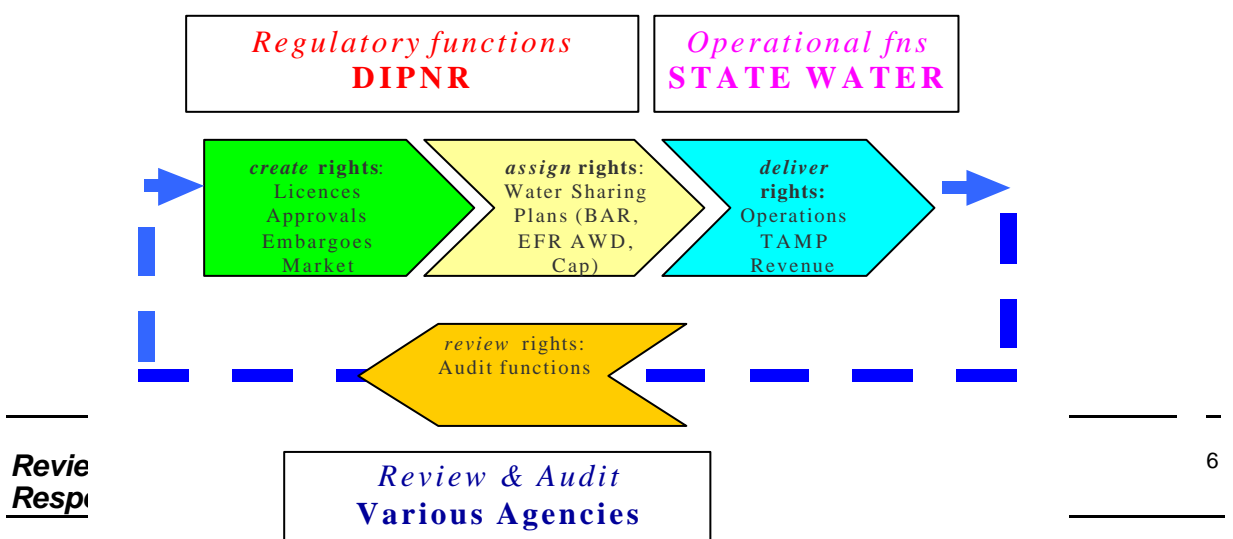 Regulatory functions
DIPNR
Operational fns
STATE WATER
create rights:
Licences
Approvals
Embargoes
Market
assign rights:
Water Sharing
Plans (BAR,
EFR AWD,
Cap)
deliver
rights:
Operations
TAMP
Revenue
review rights:
Audit functions
6
Review & Audit
Various Agencies